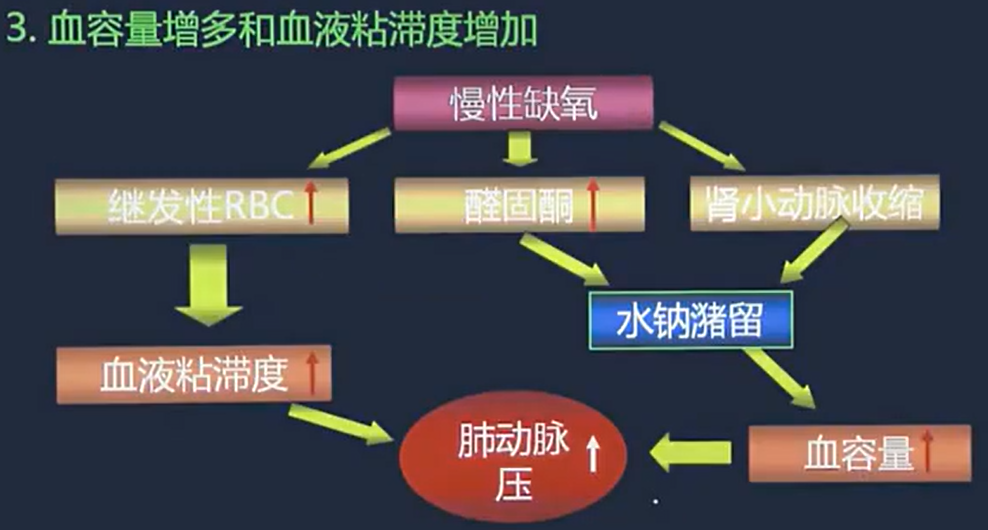 3. 血容量增多和血液粘滞度增加
慢性缺氧
继发性RBC↑
醛固酮↑
肾小动脉收缩
水钠潴留
血液粘滞度↑
肺动脉
压↑
血容量↑